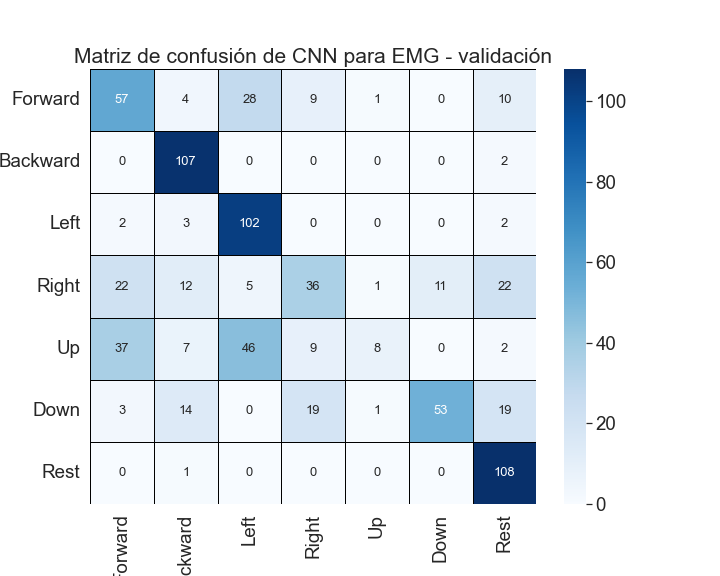 Matriz de confusión de CNN para EMG - validación
Forward 57 4 28 9 1 0 10
Backward 0 107 0 0 0 0 2
Left 2 3 102 0 0 0 2
Right 22 12 5 36 1 11 22
Up 37 7 46 9 8 0 2
Down 3 14 0 19 1 53 19
Rest 0 1 0 0 0 0 108
Forward ckward Left Right Up Down Rest
100
80
60
40
20
0